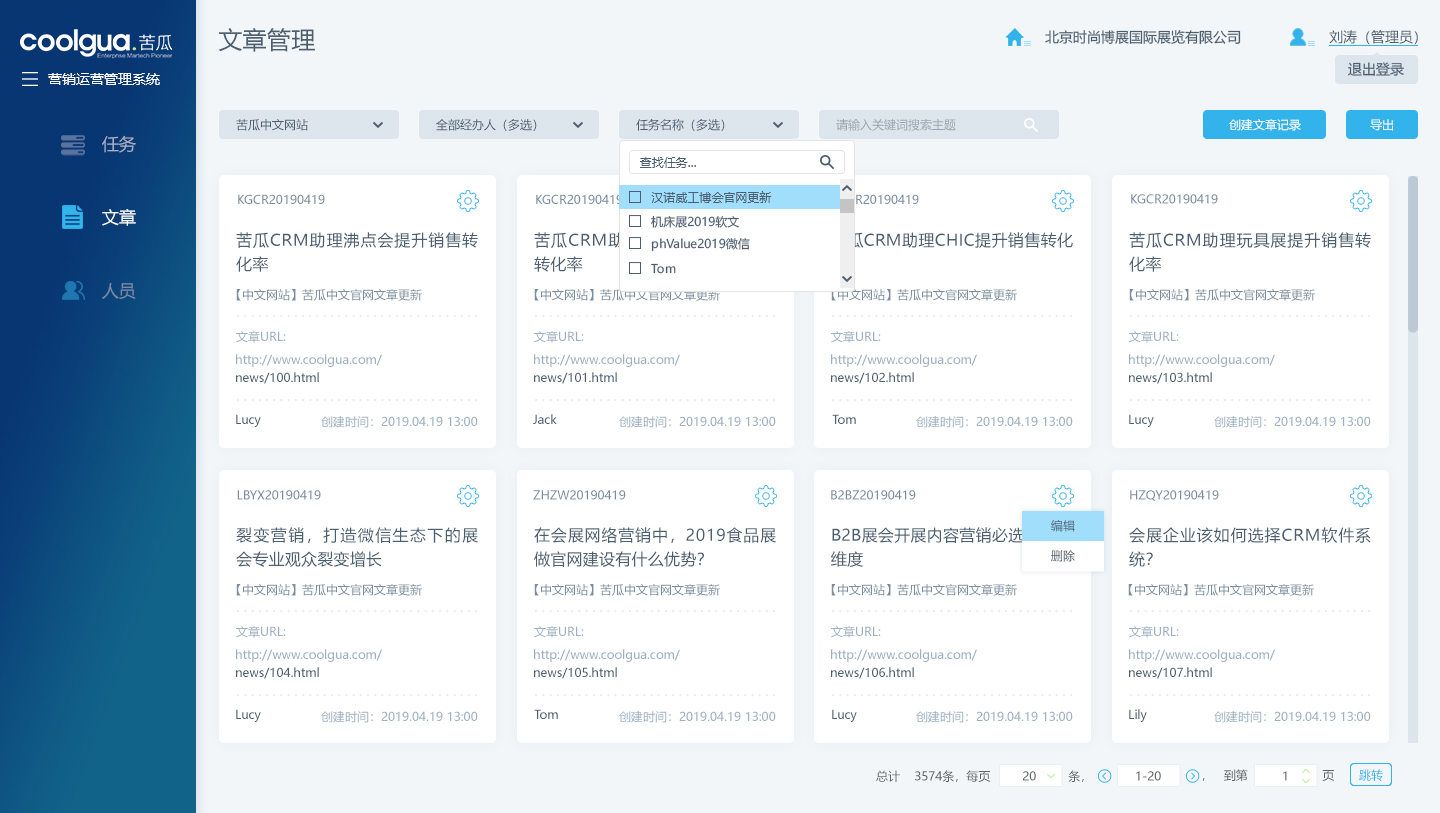 coolgua.苦瓜
Enterprise Martech Pioneer
营销运营管理系统
任务
文章
人员
文章管理
北京时尚博展国际展览有限公司
刘涛（管理员）
退出登录
苦瓜中文网站
全部经办人（多选）
任务名称（多选）
请输入关键词搜索主题
创建文章记录
导出
查找任务...
汉诺威工博会官网更新
机床展2019软文
phValue2019微信
Tom
KGCR20190419
苦瓜CRM助理沸点会提升销售转
化率
【中文网站】苦瓜中文官网文章更新
文章URL:
http://www.coolgua.com/
news/100.html
Lucy
创建时间：2019.04.19 13:00
KGCR20190419
苦瓜CRM助
转化率
【中文网站】苦瓜中文官网文章更新
文章URL:
http://www.coolgua.com/
news/101.html
Jack
创建时间：2019.04.19 13:00
R20190419
瓜CRM助理CHIC提升销售转化
【中文网站】苦瓜中文官网文章更新
文章URL:
http://www.coolgua.com/
news/102.html
Tom
创建时间：2019.04.19 13:00
KGCR20190419
苦瓜CRM助理玩具展提升销售转
化率
【中文网站】苦瓜中文官网文章更新
文章URL:
http://www.coolgua.com/
news/103.html
Lucy
创建时间：2019.04.19 13:00
LBYX20190419
裂变营销，打造微信生态下的展
会专业观众裂变增长
【中文网站】苦瓜中文官网文章更新
文章URL:
http://www.coolgua.com/
news/104.html
Lucy
创建时间：2019.04.19 13:00
ZHZW20190419
在会展网络营销中，2019食品展
做官网建设有什么优势?
【中文网站】苦瓜中文官网文章更新
文章URL:
http://www.coolgua.com/
news/105.html
Tom
创建时间：2019.04.19 13:00
B2BZ20190419
编辑
删除
B2B展会开展内容营销必选
维度
【中文网站】苦瓜中文官网文章更新
文章URL:
http://www.coolgua.com/
news/106.html
Lucy
创建时间：2019.04.19 13:00
HZQY20190419
会展企业该如何选择CRM软件系
统?
【中文网站】苦瓜中文官网文章更新
文章URL:
http://www.coolgua.com/
news/107.html
Lily
创建时间：2019.04.19 13:00
总计 3574条，每页 20 条， 1-20 ， 到第 1 页 跳转